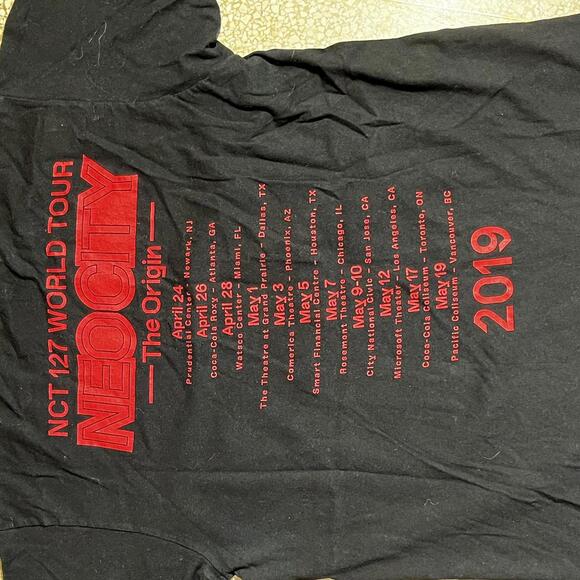 NCT 127 WORLD TOUR
NEO CITY
The Origin
April 24
Prudential Center - Newark, NJ
April 26
Coca-Cola Roxy - Atlanta, GA
April 28
Watsco Center - Miami, FL
May 1
The Theatre at Grand Prairie - Dallas, TX
May 3
Comerica Theatre - Phoenix, AZ
May 5
Smart Financial Centre - Houston, TX
May 7
Rosemont Theatre - Chicago, IL
May 9-10
City National Civic - San Jose, CA
May 12
Microsoft Theater - Los Angeles, CA
May 17
Coca-Cola Coliseum - Toronto, ON
May 19
Pacific Coliseum - Vancouver, BC
2019